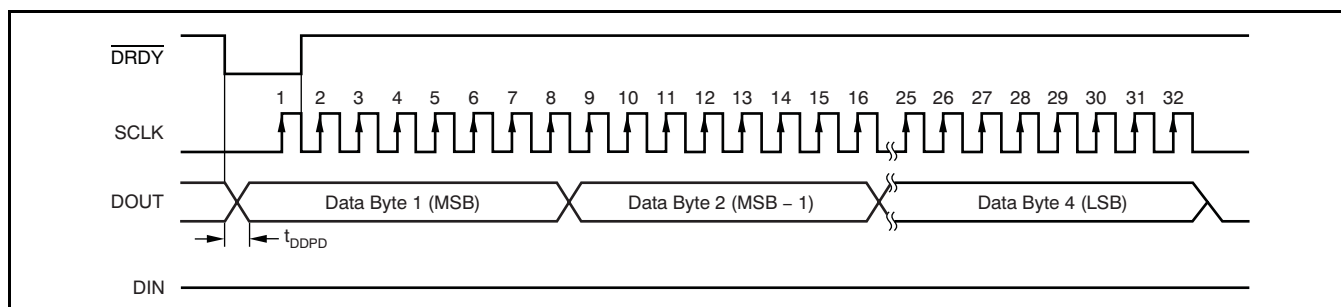 DRDY
1 2 3 4 5 6 7 8 9 10 11 12 13 14 15 16 25 26 27 28 29 30 31 32
SCLK
DOUT Data Byte 1 (MSB) Data Byte 2 (MSB − 1) Data Byte 4 (LSB)
tDDPD
DIN